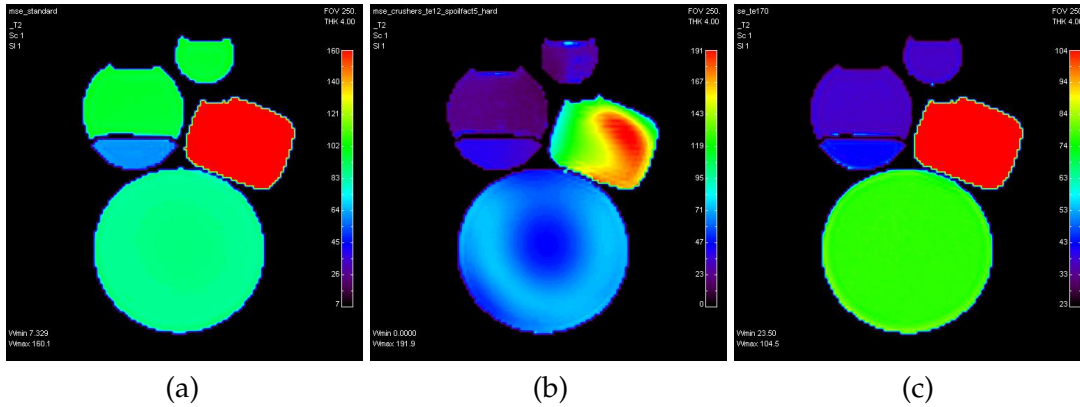 mse_standard
_T2
Sc 1
Sl 1
FOV 250.
THK 4.00
160
140
121
102
83
64
45
26
7
Wmin 7.329
Wmax 160.1
(a)
mse_crushers_te12_spoilfact5_hard
_T2
Sc 1
Sl 1
FOV 250.
THK 4.00
191
167
143
119
95
71
47
23
0
Wmin 0.0000
Wmax 191.9
(b)
se_te170
_T2
Sc 1
Sl 1
FOV 250.
THK 4.00
104
94
84
74
63
53
43
33
23
Wmin 23.50
Wmax 104.5
(c)